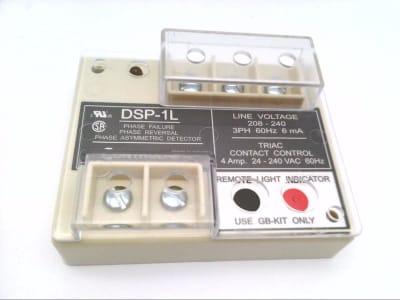 DSP-1L
PHASE FAILURE
PHASE REVERSAL
PHASE ASYMMETRIC DETECTOR
LINE VOLTAGE
208 - 240
3PH 60Hz 6 mA
TRIAC
CONTACT CONTROL
4 Amp. 24 - 240 VAC 60Hz
REMOTE LIGHT INDICATOR
USE GB-KIT ONLY